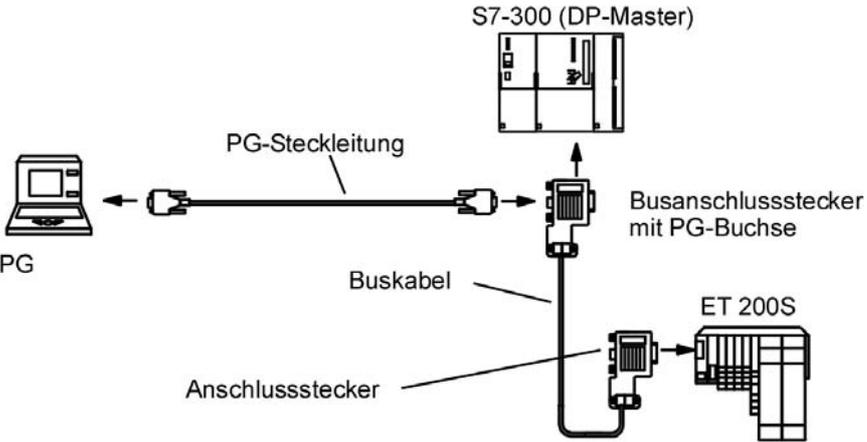 S7-300 (DP-Master)
PG-Steckleitung
Busanschlussstecker
mit PG-Buchse
PG
Buskabel
ET 200S
Anschlussstecker